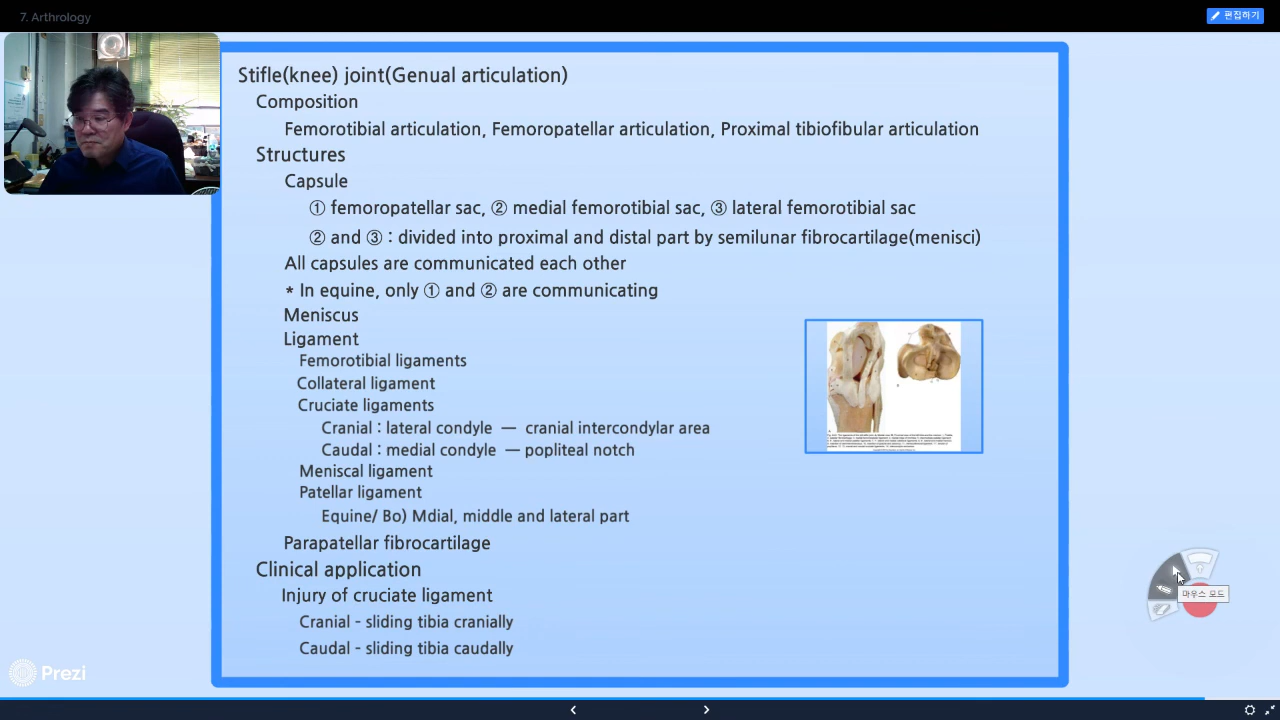 7. Arthrology
편집하기
Stifle(knee) joint(Genual articulation)
Composition
Femorotibial articulation, Femoropatellar articulation, Proximal tibiofibular articulation
Structures
Capsule
① femoropatellar sac, ② medial femorotibial sac, ③ lateral femorotibial sac
② and ③ : divided into proximal and distal part by semilunar fibrocartilage(menisci)
All capsules are communicated each other
* In equine, only ① and ② are communicating
Meniscus
Ligament
Femorotibial ligaments
Collateral ligament
Cruciate ligaments
Cranial : lateral condyle — cranial intercondylar area
Caudal : medial condyle — popliteal notch
Meniscal ligament
Patellar ligament
Equine/ Bo) Mdial, middle and lateral part
Parapatellar fibrocartilage
Clinical application
Injury of cruciate ligament
Cranial - sliding tibia cranially
Caudal - sliding tibia caudally
마우스 모드
Prezi